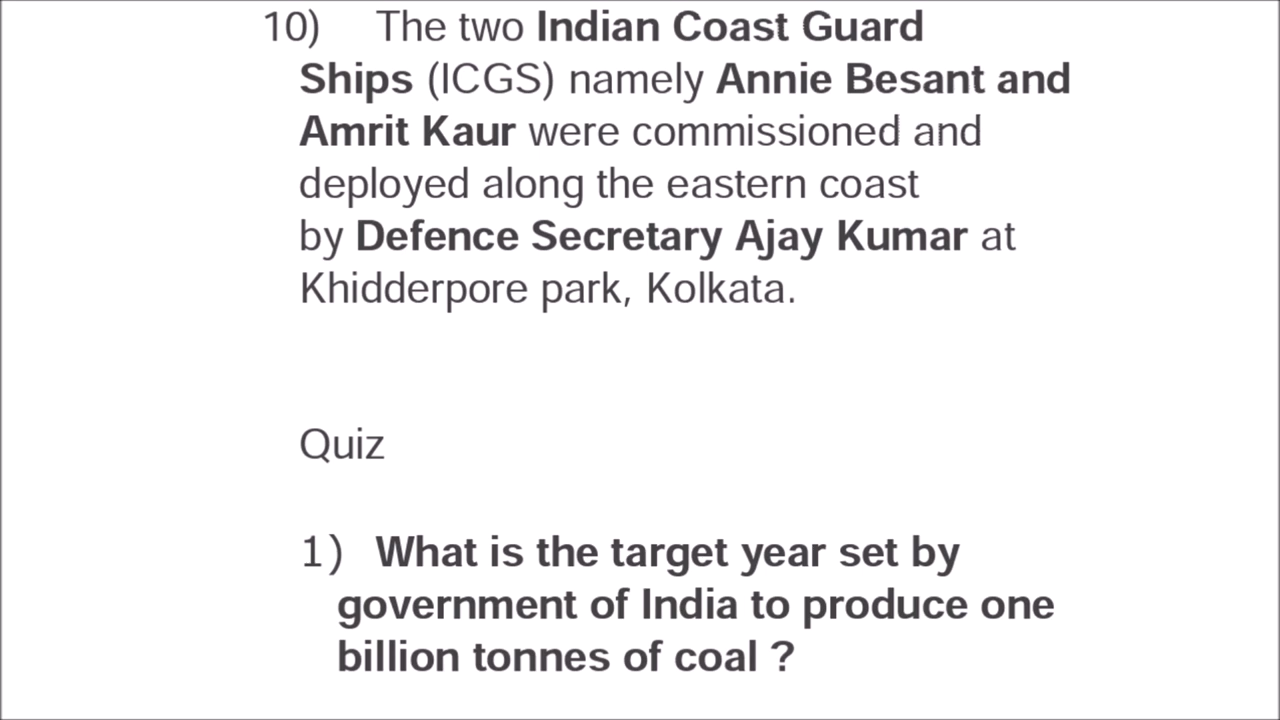 10) The two Indian Coast Guard
Ships (ICGS) namely Annie Besant and
Amrit Kaur were commissioned and
deployed along the eastern coast
by Defence Secretary Ajay Kumar at
Khidderpore park, Kolkata.
Quiz
1) What is the target year set by
government of India to produce one
billion tonnes of coal ?